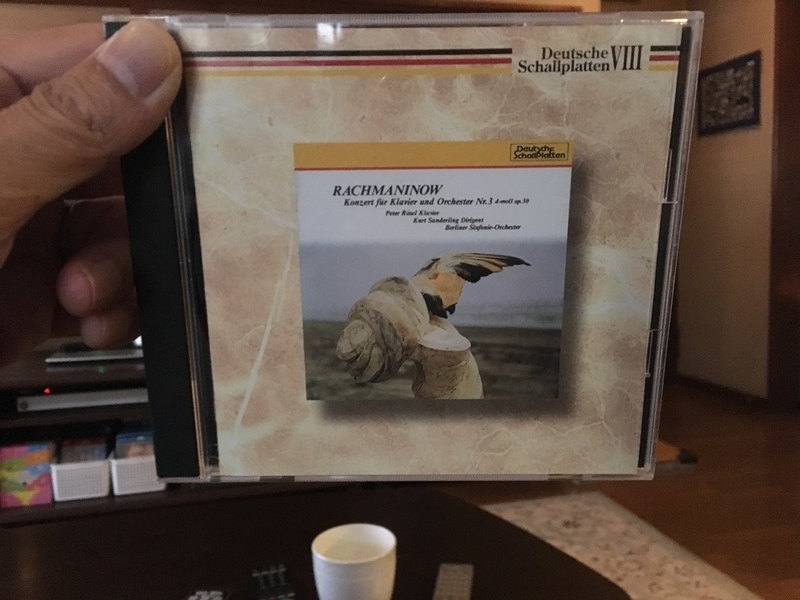 Deutsche
Schallplatten VIII
Deutsche
Schallplatten
RACHMANINOW
Konzert für Klavier und Orchester Nr.3 d-moll op.30
Peter Rösel Klavier
Kurt Sanderling Dirigent
Berliner Sinfonie-Orchester